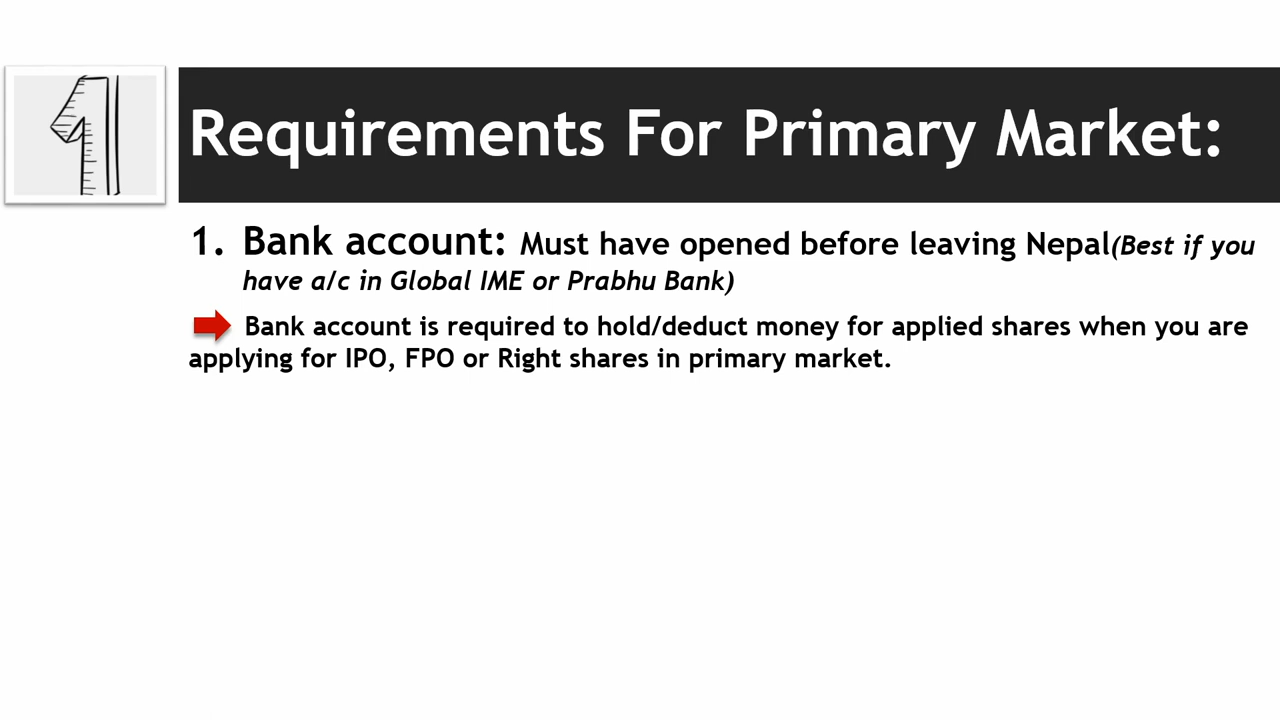 Requirements For Primary Market:
1. Bank account: Must have opened before leaving Nepal(Best if you
have a/c in Global IME or Prabhu Bank)
Bank account is required to hold/deduct money for applied shares when you are
applying for IPO, FPO or Right shares in primary market.